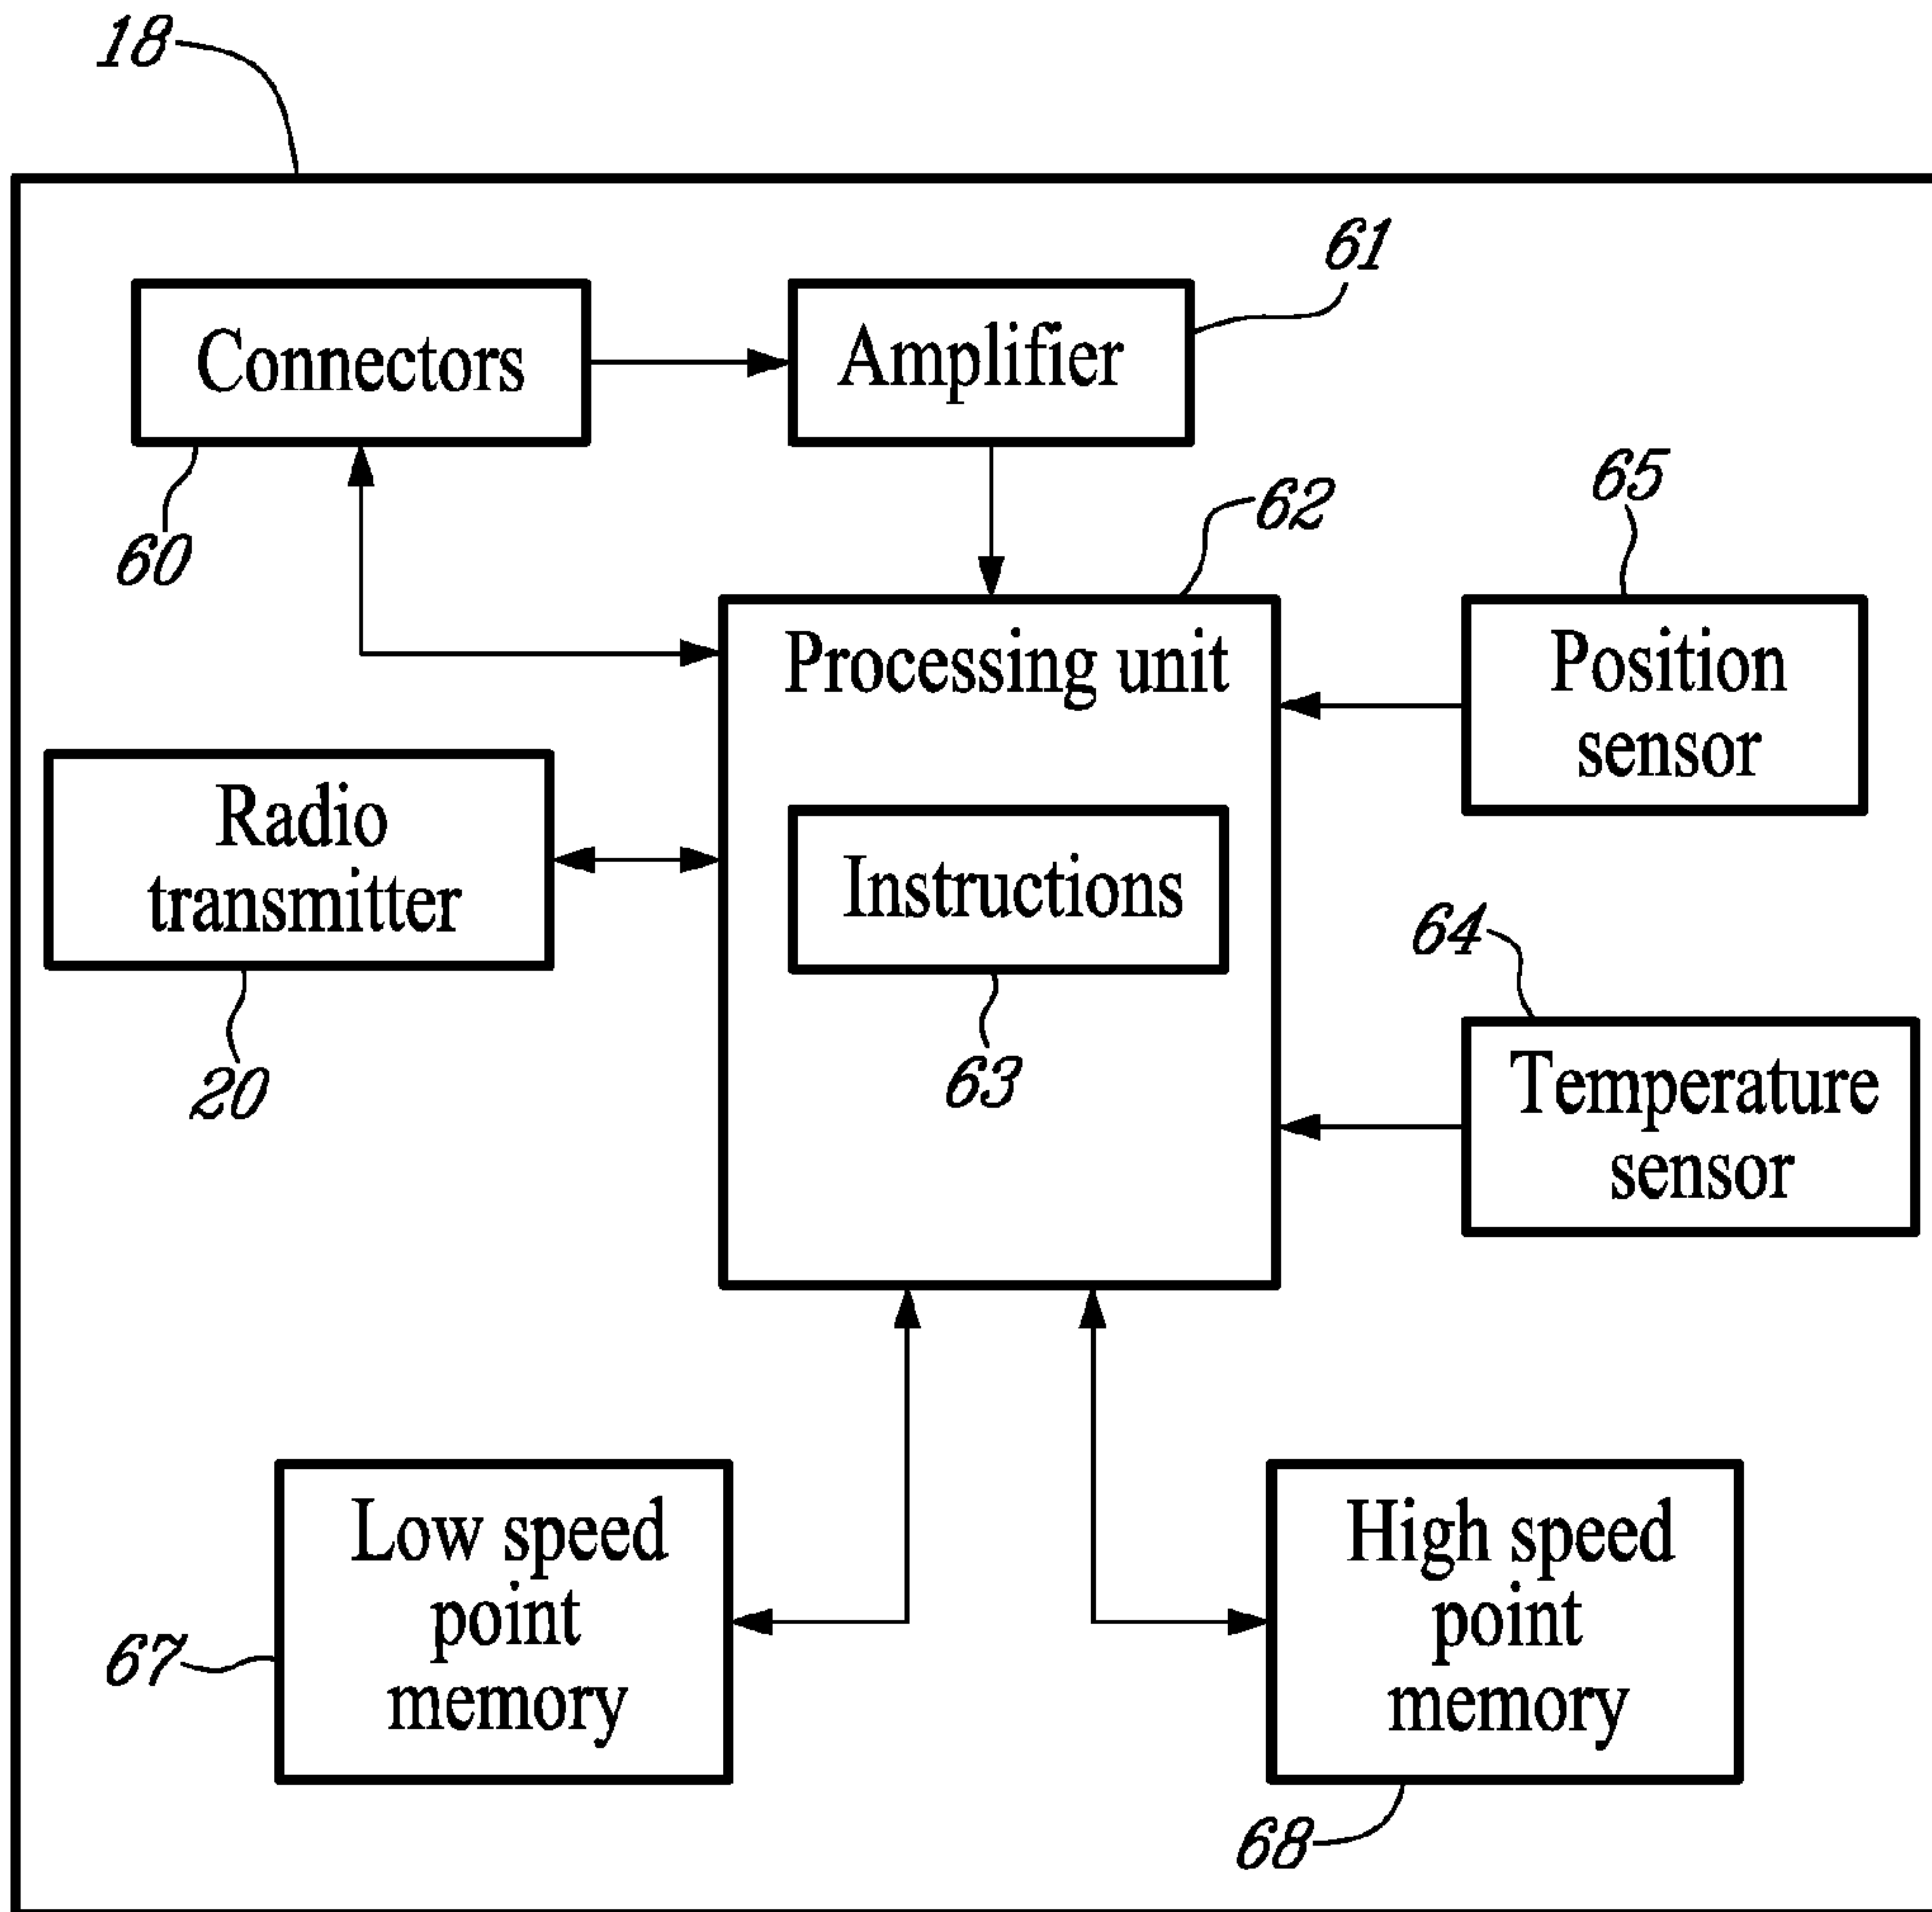 18
61
Connectors
Amplifier
65
62
60
Processing unit
Position
sensor
Radio
transmitter
Instructions
64
20
63
Temperature
sensor
Low speed
point
memory
High speed
point
memory
67
68